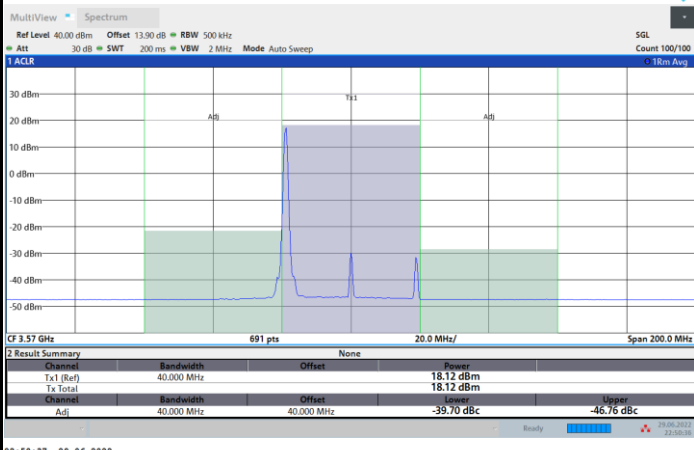 MultiView Spectrum
Ref Level 40.00 dBm Offset 13.90 dB RBW 500 kHz SGL
Att 30 dB SWT 200 ms VBW 2 MHz Mode Auto Sweep Count 100/100
1 ACLR 1Rm Avg
30 dBm
Tx1
20 dBm Adj Adj
10 dBm
0 dBm
-10 dBm
-20 dBm
-30 dBm
-40 dBm
-50 dBm
CF 3.57 GHz 691 pts 20.0 MHz/ Span 200.0 MHz
2 Result Summary None
Channel Bandwidth Offset Power
Tx1 (Ref) 40.000 MHz 18.12 dBm
Tx Total 18.12 dBm
Channel Bandwidth Offset Lower Upper
Adj 40.000 MHz 40.000 MHz -39.70 dBc -46.76 dBc
Ready 29.06.2022
22:50:36